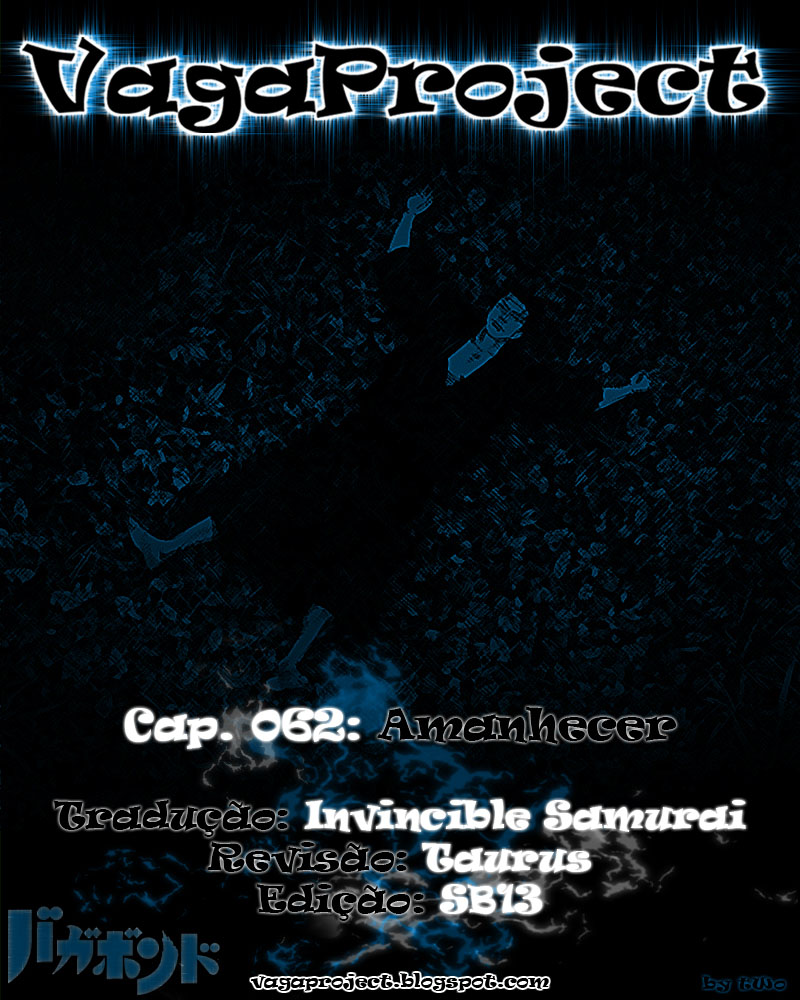 VagaProject
Cap. 062: Amanhecer
Tradução: Invincible Samurai
Revisão: Taurus
Edição: SB13
バガボンド
vagaproject.blogspot.com
by two